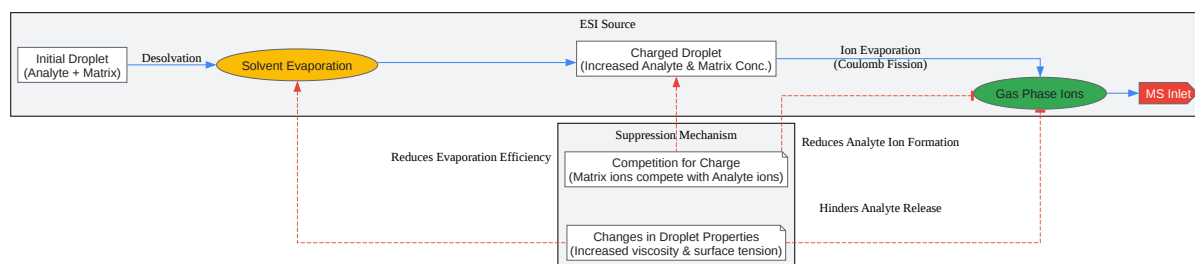 ESI Source
Initial Droplet
(Analyte + Matrix)
Desolvation
Solvent Evaporation
Charged Droplet
(Increased Analyte & Matrix Conc.)
Ion Evaporation
(Coulomb Fission)
Gas Phase Ions
MS Inlet
Suppression Mechanism
Reduces Evaporation Efficiency
Competition for Charge
(Matrix ions compete with Analyte ions)
Reduces Analyte Ion Formation
Hinders Analyte Release
Changes in Droplet Properties
(Increased viscosity & surface tension)